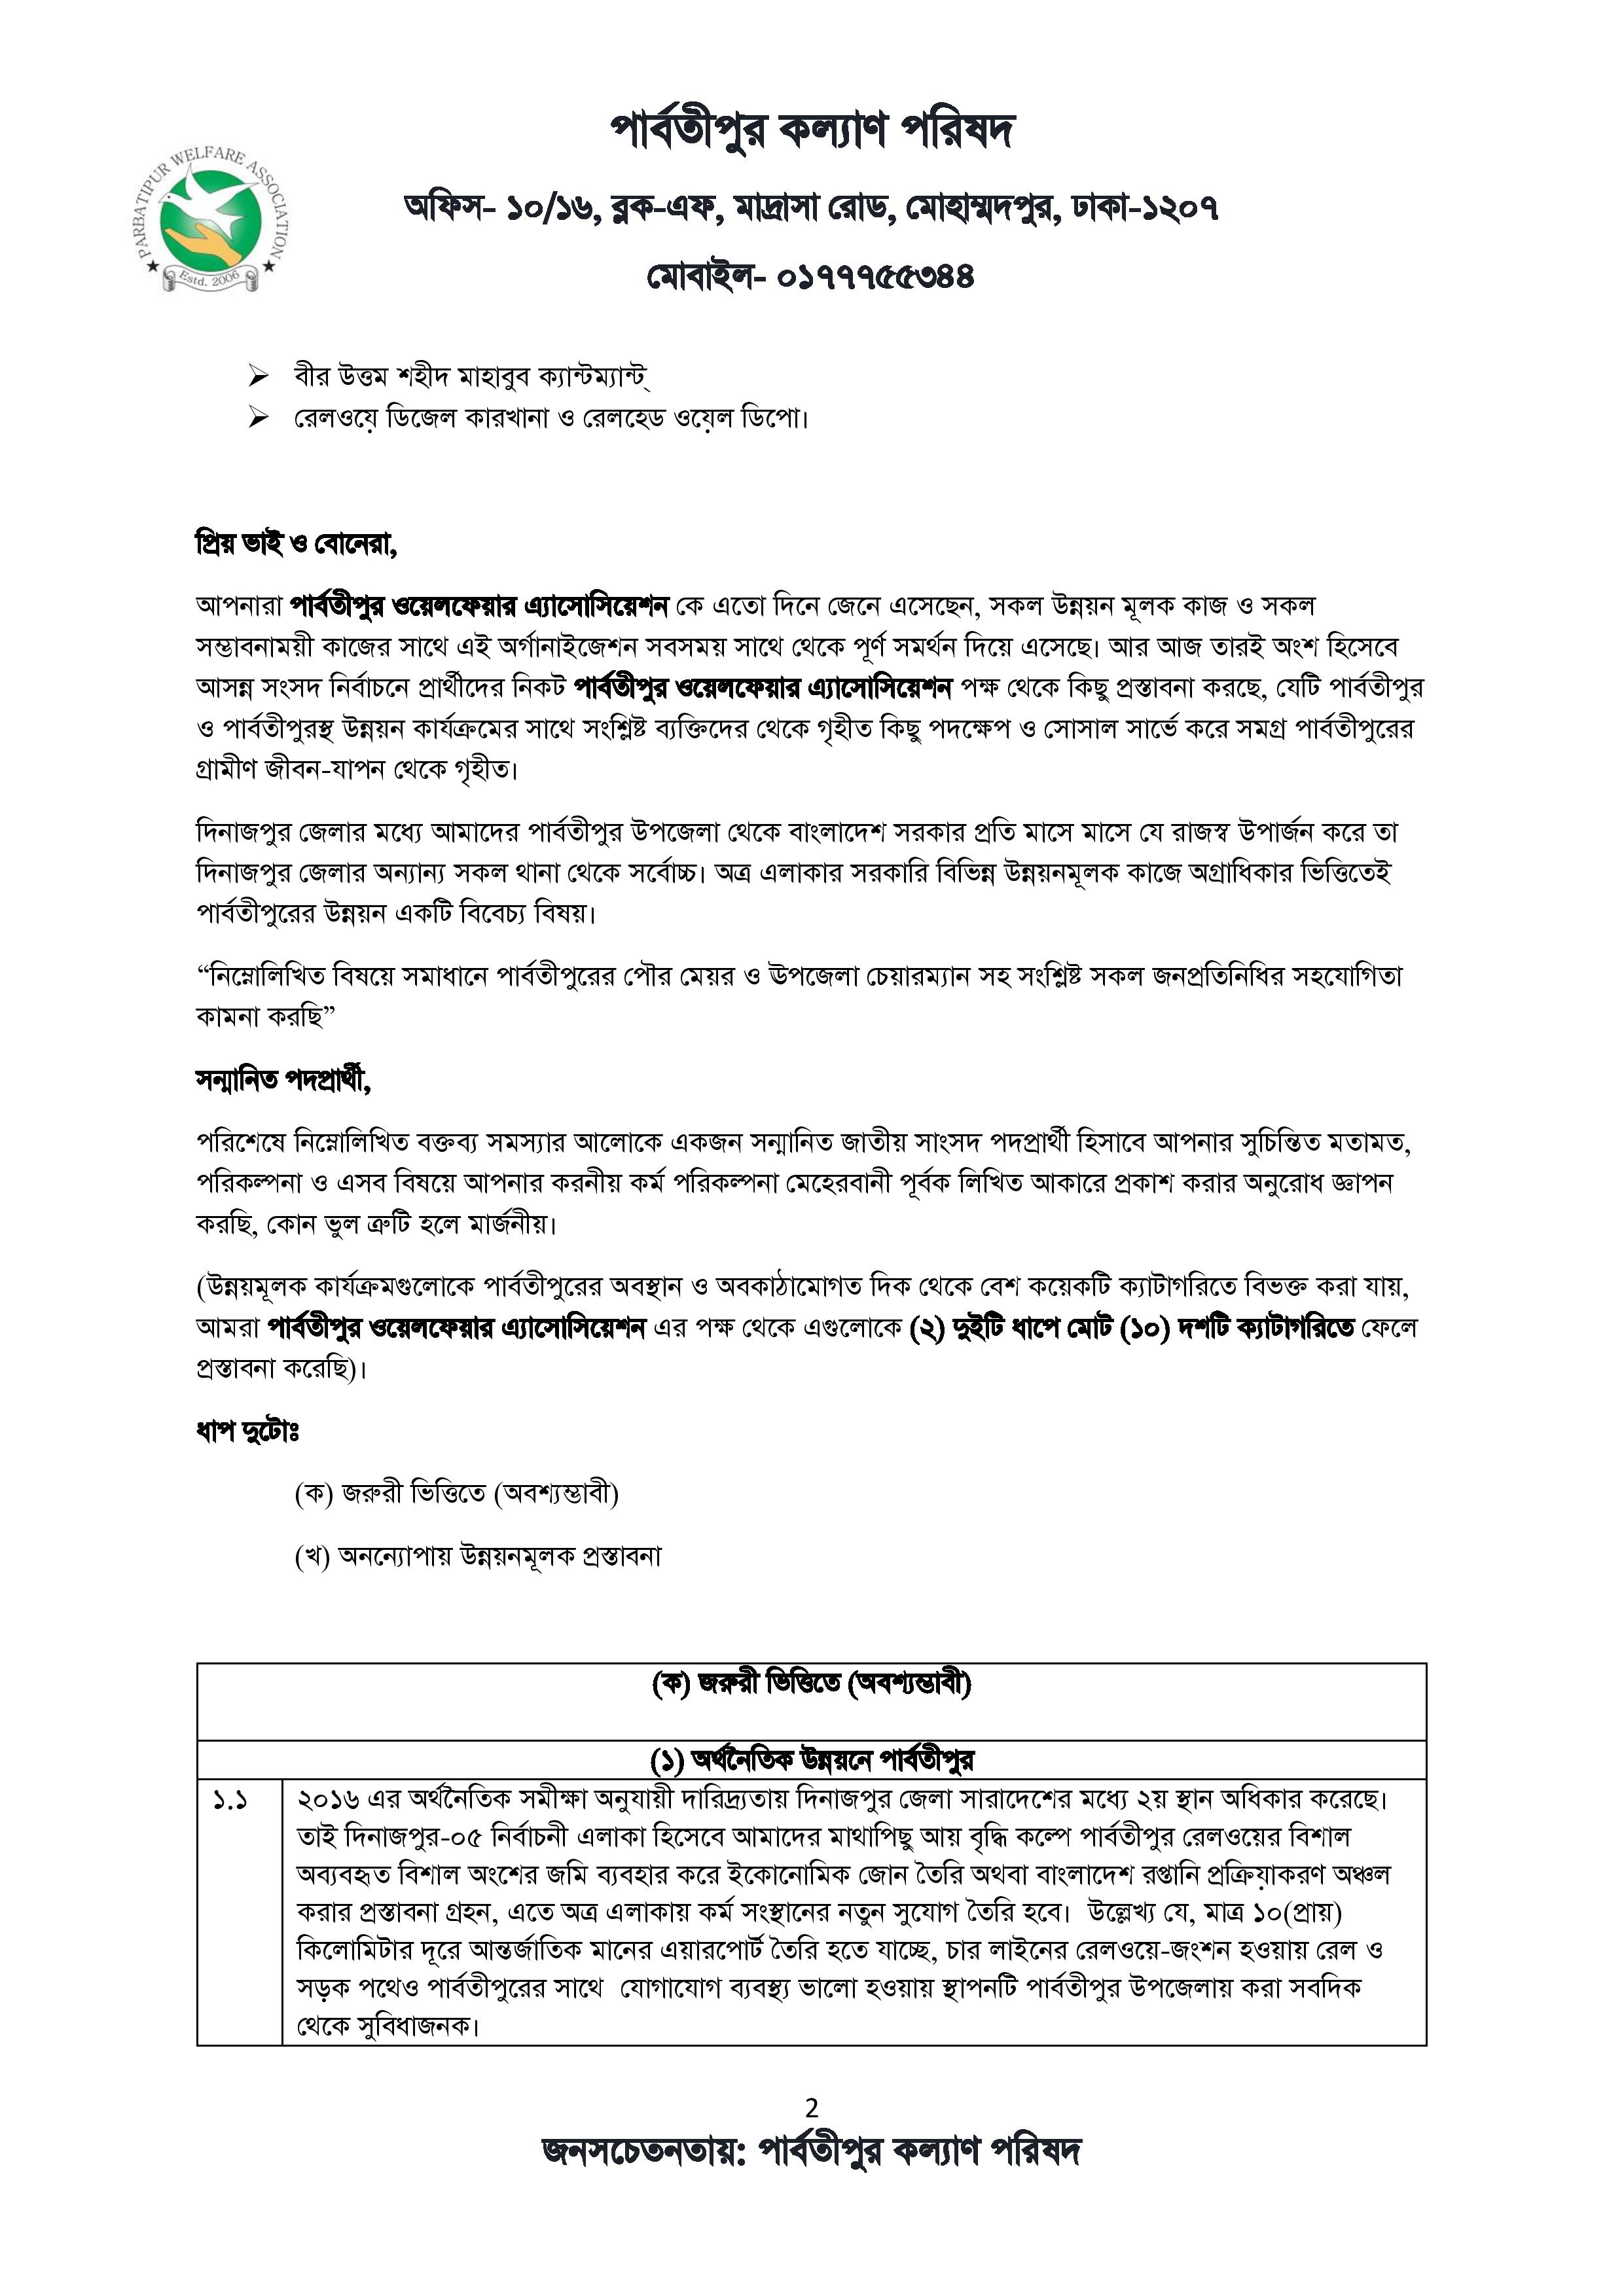 পার্বতীপুর কল্যাণ পরিষদ
PARBATIPUR WELFARE ASSOCIATION
Estd. 2006
অফিস- ১০/১৬, ব্লক-এফ, মাদ্রাসা রোড, মোহাম্মদপুর, ঢাকা-১২০৭
মোবাইল- ০১৭৭৭৫৫৩৪৪
➢ বীর উত্তম শহীদ মাহাবুব ক্যান্টম্যান্ট্
➢ রেলওয়ে ডিজেল কারখানা ও রেলহেড ওয়েল ডিপো।
প্রিয় ভাই ও বোনেরা,
আপনারা পার্বতীপুর ওয়েলফেয়ার এ্যাসোসিয়েশন কে এতো দিনে জেনে এসেছেন, সকল উন্নয়ন মূলক কাজ ও সকল
সম্ভাবনাময়ী কাজের সাথে এই অর্গানাইজেশন সবসময় সাথে থেকে পূর্ণ সমর্থন দিয়ে এসেছে। আর আজ তারই অংশ হিসেবে
আসন্ন সংসদ নির্বাচনে প্রার্থীদের নিকট পার্বতীপুর ওয়েলফেয়ার এ্যাসোসিয়েশন পক্ষ থেকে কিছু প্রস্তাবনা করছে, যেটি পার্বতীপুর
ও পার্বতীপুরস্থ উন্নয়ন কার্যক্রমের সাথে সংশ্লিষ্ট ব্যক্তিদের থেকে গৃহীত কিছু পদক্ষেপ ও সোসাল সার্ভে করে সমগ্র পার্বতীপুরের
গ্রামীণ জীবন-যাপন থেকে গৃহীত।
দিনাজপুর জেলার মধ্যে আমাদের পার্বতীপুর উপজেলা থেকে বাংলাদেশ সরকার প্রতি মাসে মাসে যে রাজস্ব উপার্জন করে তা
দিনাজপুর জেলার অন্যান্য সকল থানা থেকে সর্বোচ্চ। অত্র এলাকার সরকারি বিভিন্ন উন্নয়নমূলক কাজে অগ্রাধিকার ভিত্তিতেই
পার্বতীপুরের উন্নয়ন একটি বিবেচ্য বিষয়।
“নিম্নোলিখিত বিষয়ে সমাধানে পার্বতীপুরের পৌর মেয়র ও ঊপজেলা চেয়ারম্যান সহ সংশ্লিষ্ট সকল জনপ্রতিনিধির সহযোগিতা
কামনা করছি”
সন্মানিত পদপ্রার্থী,
পরিশেষে নিম্নোলিখিত বক্তব্য সমস্যার আলোকে একজন সন্মানিত জাতীয় সাংসদ পদপ্রার্থী হিসাবে আপনার সুচিন্তিত মতামত,
পরিকল্পনা ও এসব বিষয়ে আপনার করনীয় কর্ম পরিকল্পনা মেহেরবানী পূর্বক লিখিত আকারে প্রকাশ করার অনুরোধ জ্ঞাপন
করছি, কোন ভুল ত্রুটি হলে মার্জনীয়।
(উন্নয়মূলক কার্যক্রমগুলোকে পার্বতীপুরের অবস্থান ও অবকাঠামোগত দিক থেকে বেশ কয়েকটি ক্যাটাগরিতে বিভক্ত করা যায়,
আমরা পার্বতীপুর ওয়েলফেয়ার এ্যাসোসিয়েশন এর পক্ষ থেকে এগুলোকে (২) দুইটি ধাপে মোট (১০) দশটি ক্যাটাগরিতে ফেলে
প্রস্তাবনা করেছি)।
ধাপ দুটোঃ
(ক) জরুরী ভিত্তিতে (অবশ্যম্ভাবী)
(খ) অনন্যোপায় উন্নয়নমূলক প্রস্তাবনা
(ক) জরুরী ভিত্তিতে (অবশ্যম্ভাবী)
(১) অর্থনৈতিক উন্নয়নে পার্বতীপুর
১.১ ২০১৬ এর অর্থনৈতিক সমীক্ষা অনুযায়ী দারিদ্র্যতায় দিনাজপুর জেলা সারাদেশের মধ্যে ২য় স্থান অধিকার করেছে।
তাই দিনাজপুর-০৫ নির্বাচনী এলাকা হিসেবে আমাদের মাথাপিছু আয় বৃদ্ধি কল্পে পার্বতীপুর রেলওয়ের বিশাল
অব্যবহৃত বিশাল অংশের জমি ব্যবহার করে ইকোনোমিক জোন তৈরি অথবা বাংলাদেশ রপ্তানি প্রক্রিয়াকরণ অঞ্চল
করার প্রস্তাবনা গ্রহন, এতে অত্র এলাকায় কর্ম সংস্থানের নতুন সুযোগ তৈরি হবে। উল্লেখ্য যে, মাত্র ১০(প্রায়)
কিলোমিটার দূরে আন্তর্জাতিক মানের এয়ারপোর্ট তৈরি হতে যাচ্ছে, চার লাইনের রেলওয়ে-জংশন হওয়ায় রেল ও
সড়ক পথেও পার্বতীপুরের সাথে যোগাযোগ ব্যবস্থ্য ভালো হওয়ায় স্থাপনটি পার্বতীপুর উপজেলায় করা সবদিক
থেকে সুবিধাজনক।
2
জনসচেতনতায়: পার্বতীপুর কল্যাণ পরিষদ